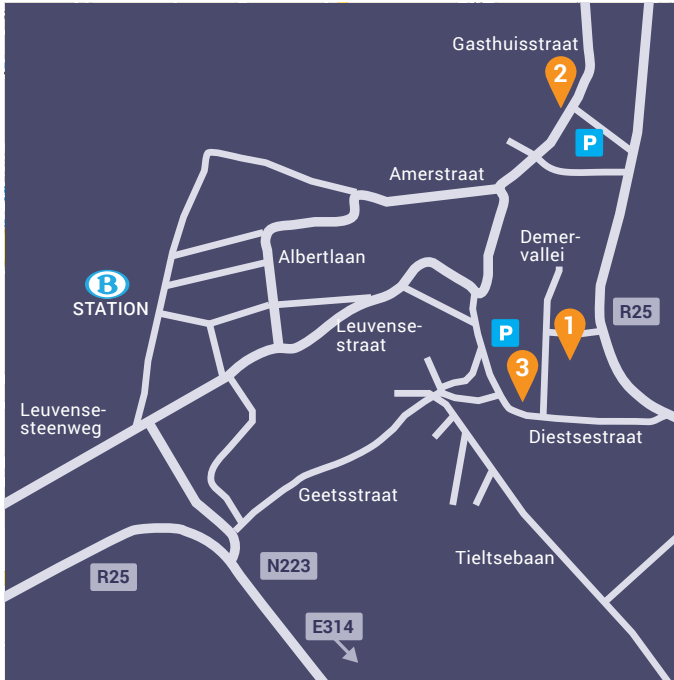 Gasthuisstraat
2
P
Amerstraat
Demer-
vallei
Albertlaan
B
STATION
R25
1
Leuvense-
straat
P
3
Leuvense-
steenweg
Diestsestraat
Geetsstraat
Tieltsebaan
N223
R25
E314